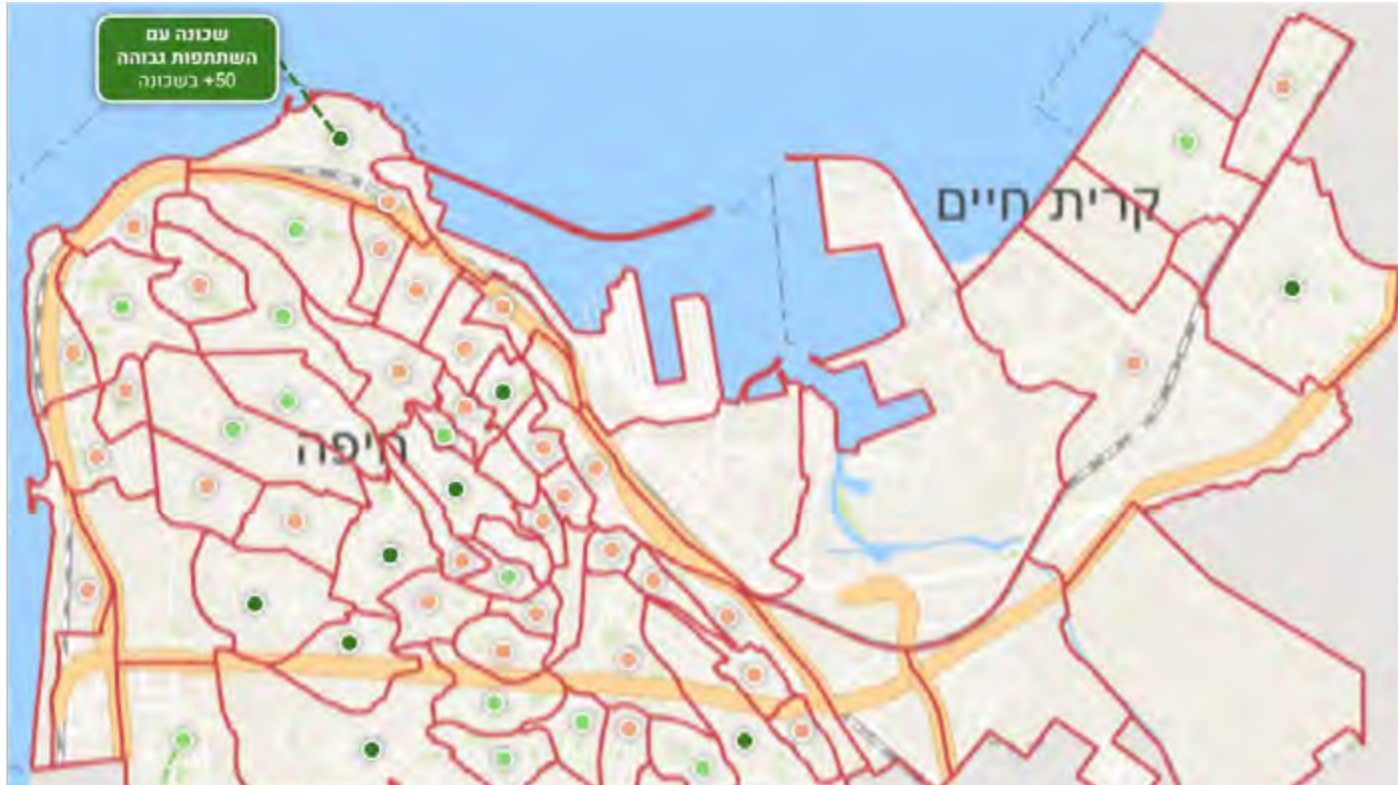 שכונה עם
השתתפות גבוהה
50+ בשכונה
קרית חיים
חיפה